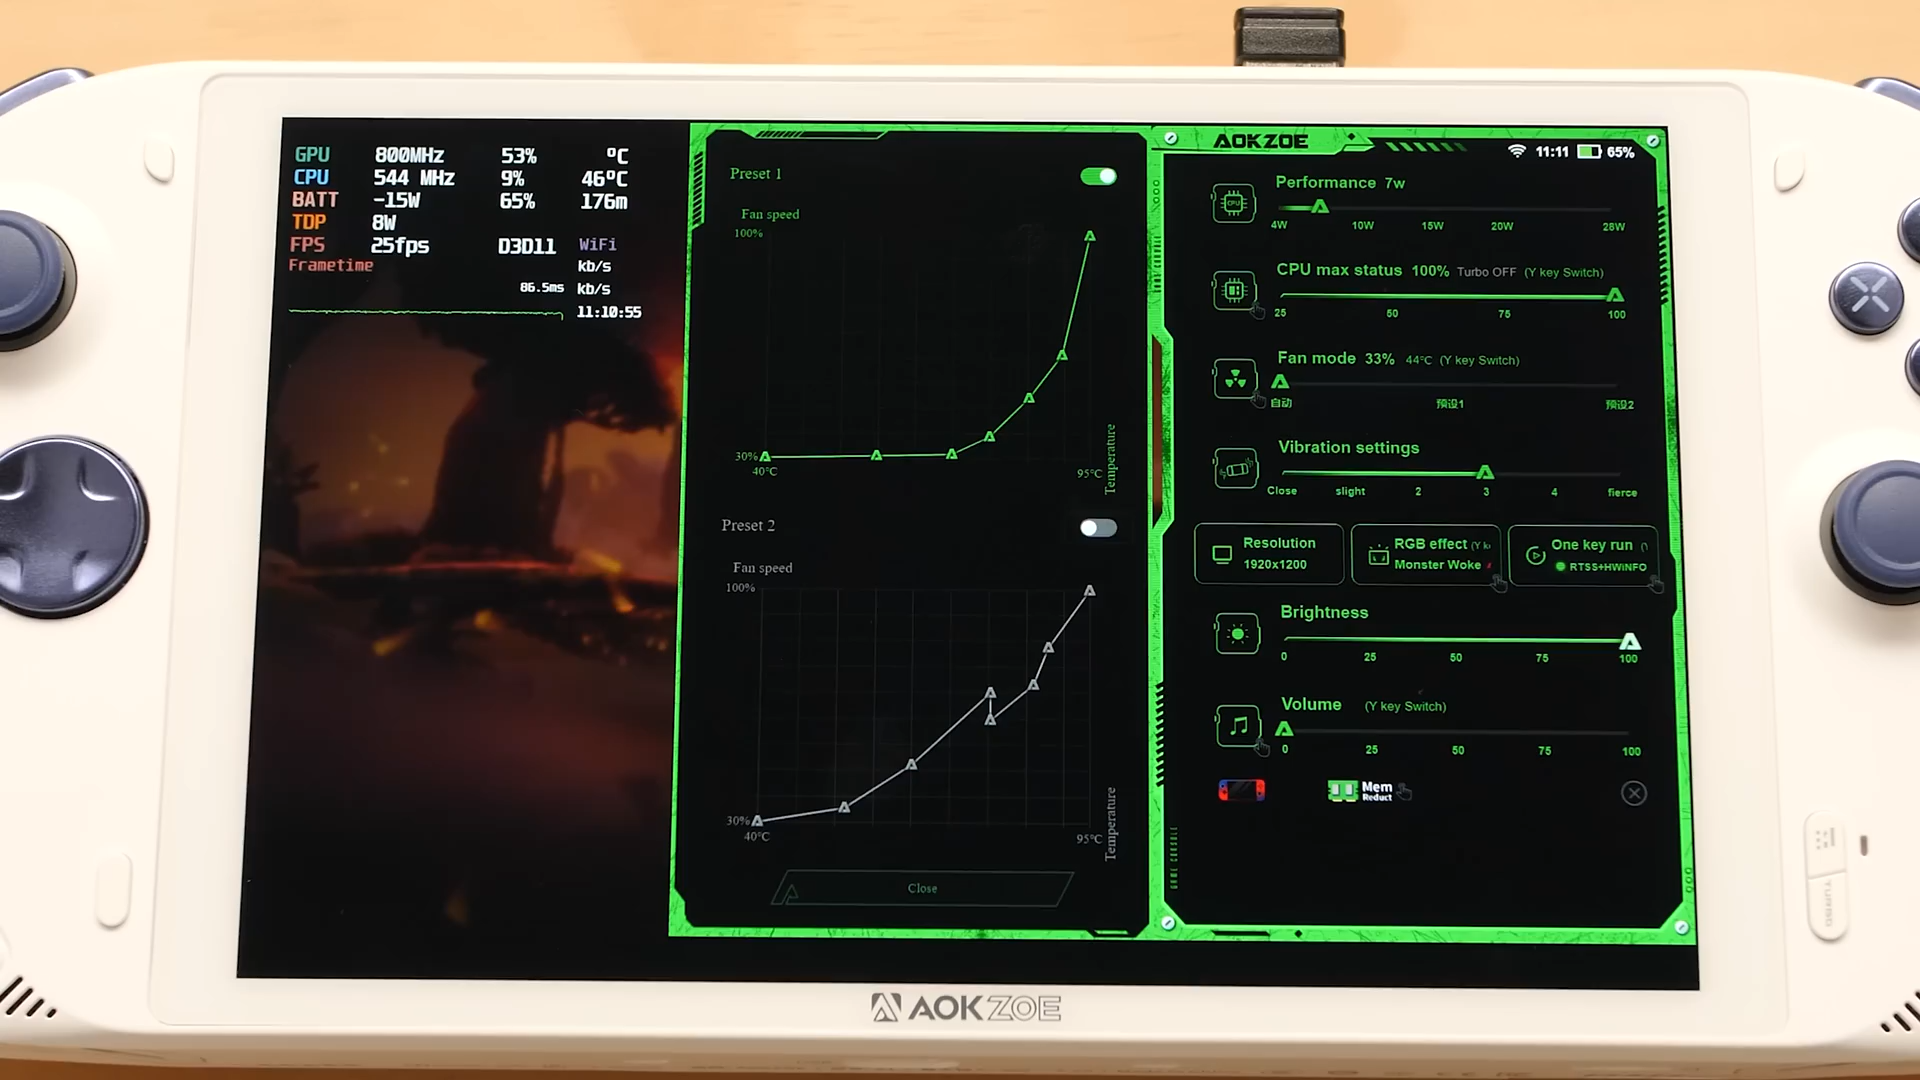 GPU 800MHz 53% ºC
CPU 544 MHz 9% 46ºC
BATT -15W 65% 176m
TDP 8W
FPS 25fps D3D11 WiFi
Frametime kb/s
86.5ms kb/s
11:10:55
Preset 1
Fan speed
100%
30%
40℃
95℃
Temperature
Preset 2
Fan speed
100%
30%
40℃
95℃
Temperature
Close
AOKZOE
11:11 65%
Performance 7w
4W 10W 15W 20W 28W
CPU max status 100% Turbo OFF (Y key Switch)
25 50 75 100
Fan mode 33% 44℃ (Y key Switch)
自动 预设1 预设2
Vibration settings
Close slight 2 3 4 fierce
Resolution
1920x1200
RGB effect
Monster Woke
One key run
RTSS+HWiNFO
Brightness
0 25 50 75 100
Volume (Y key Switch)
0 25 50 75 100
Mem
Reduct
GAME CONSOLE
AOKZOE
TURBO